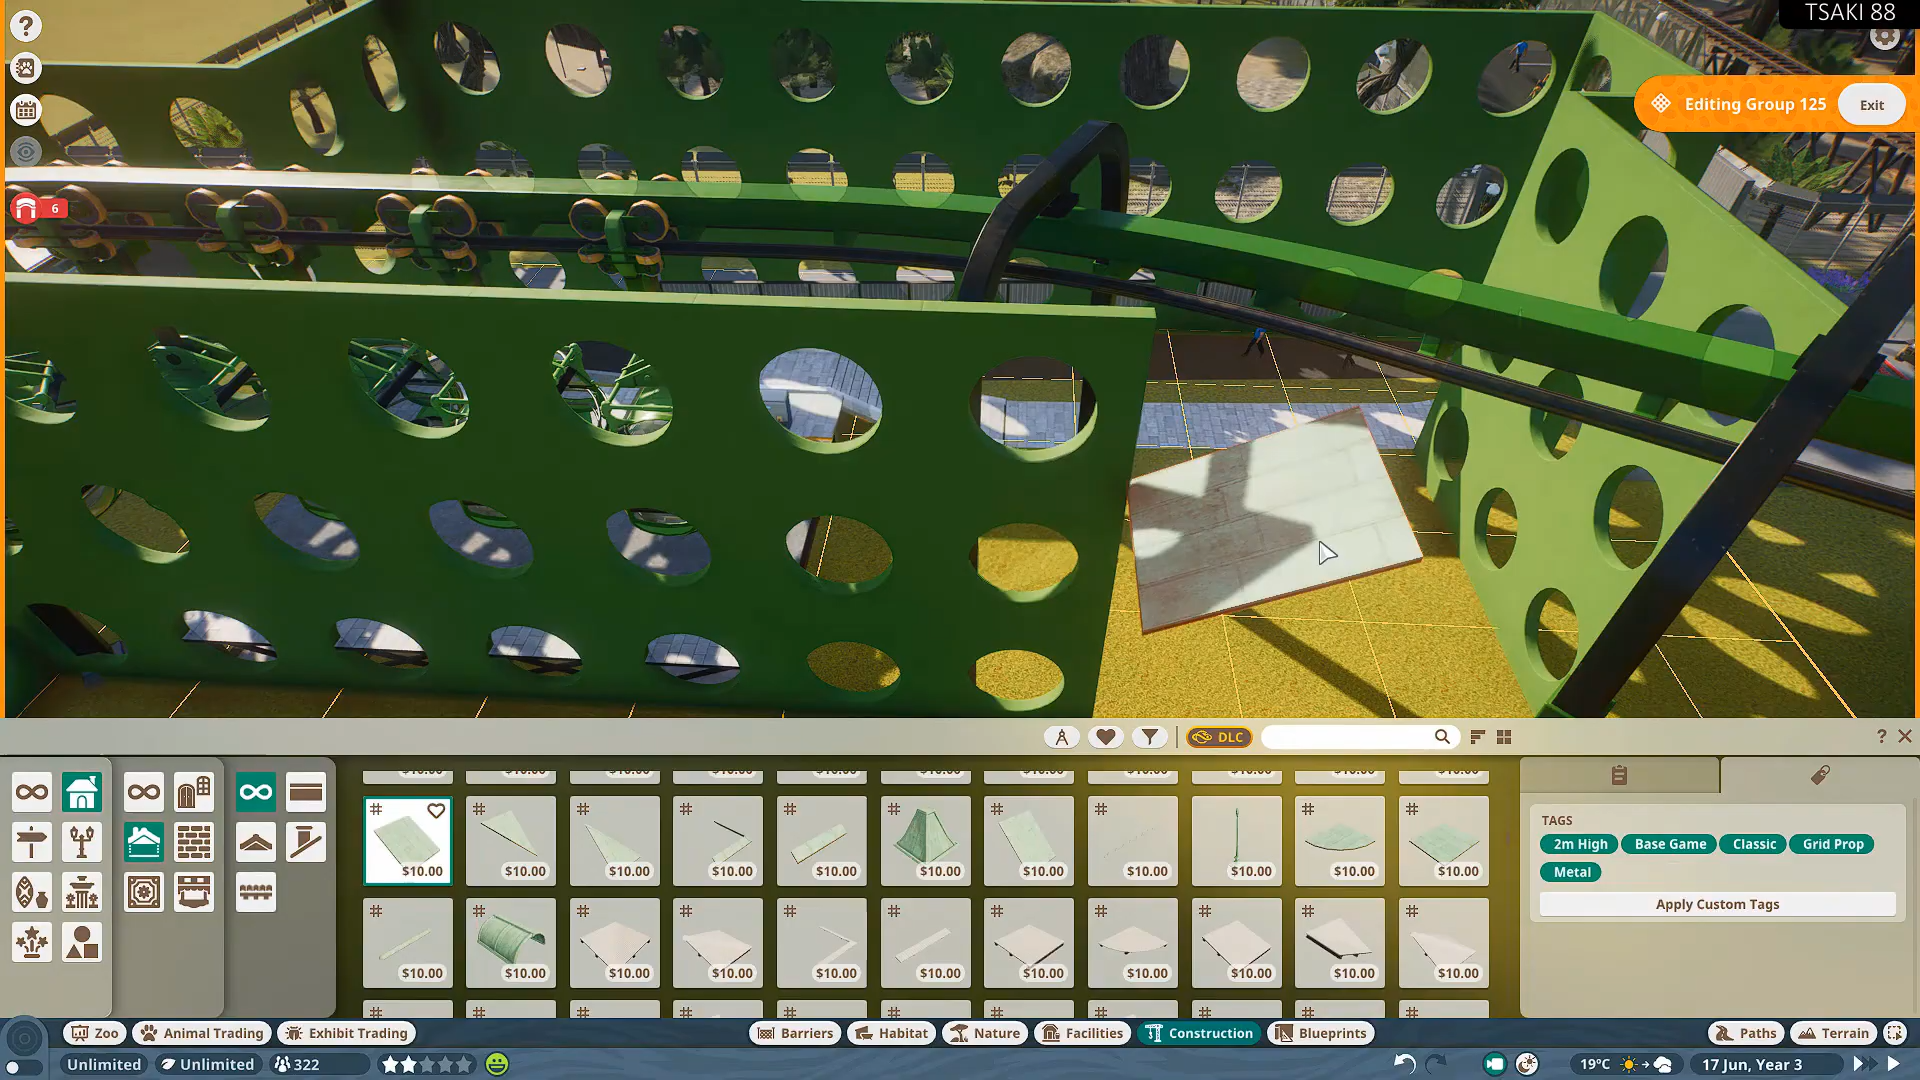 TSAKI 88
Editing Group 125 Exit
6
DLC
$10.00 $10.00 $10.00 $10.00 $10.00 $10.00 $10.00 $10.00 $10.00 $10.00 $10.00
$10.00 $10.00 $10.00 $10.00 $10.00 $10.00 $10.00 $10.00 $10.00 $10.00 $10.00
TAGS
2m High Base Game Classic Grid Prop
Metal
Apply Custom Tags
Zoo Animal Trading Exhibit Trading Barriers Habitat Nature Facilities Construction Blueprints Paths Terrain
Unlimited Unlimited 322 19°C 17 Jun, Year 3